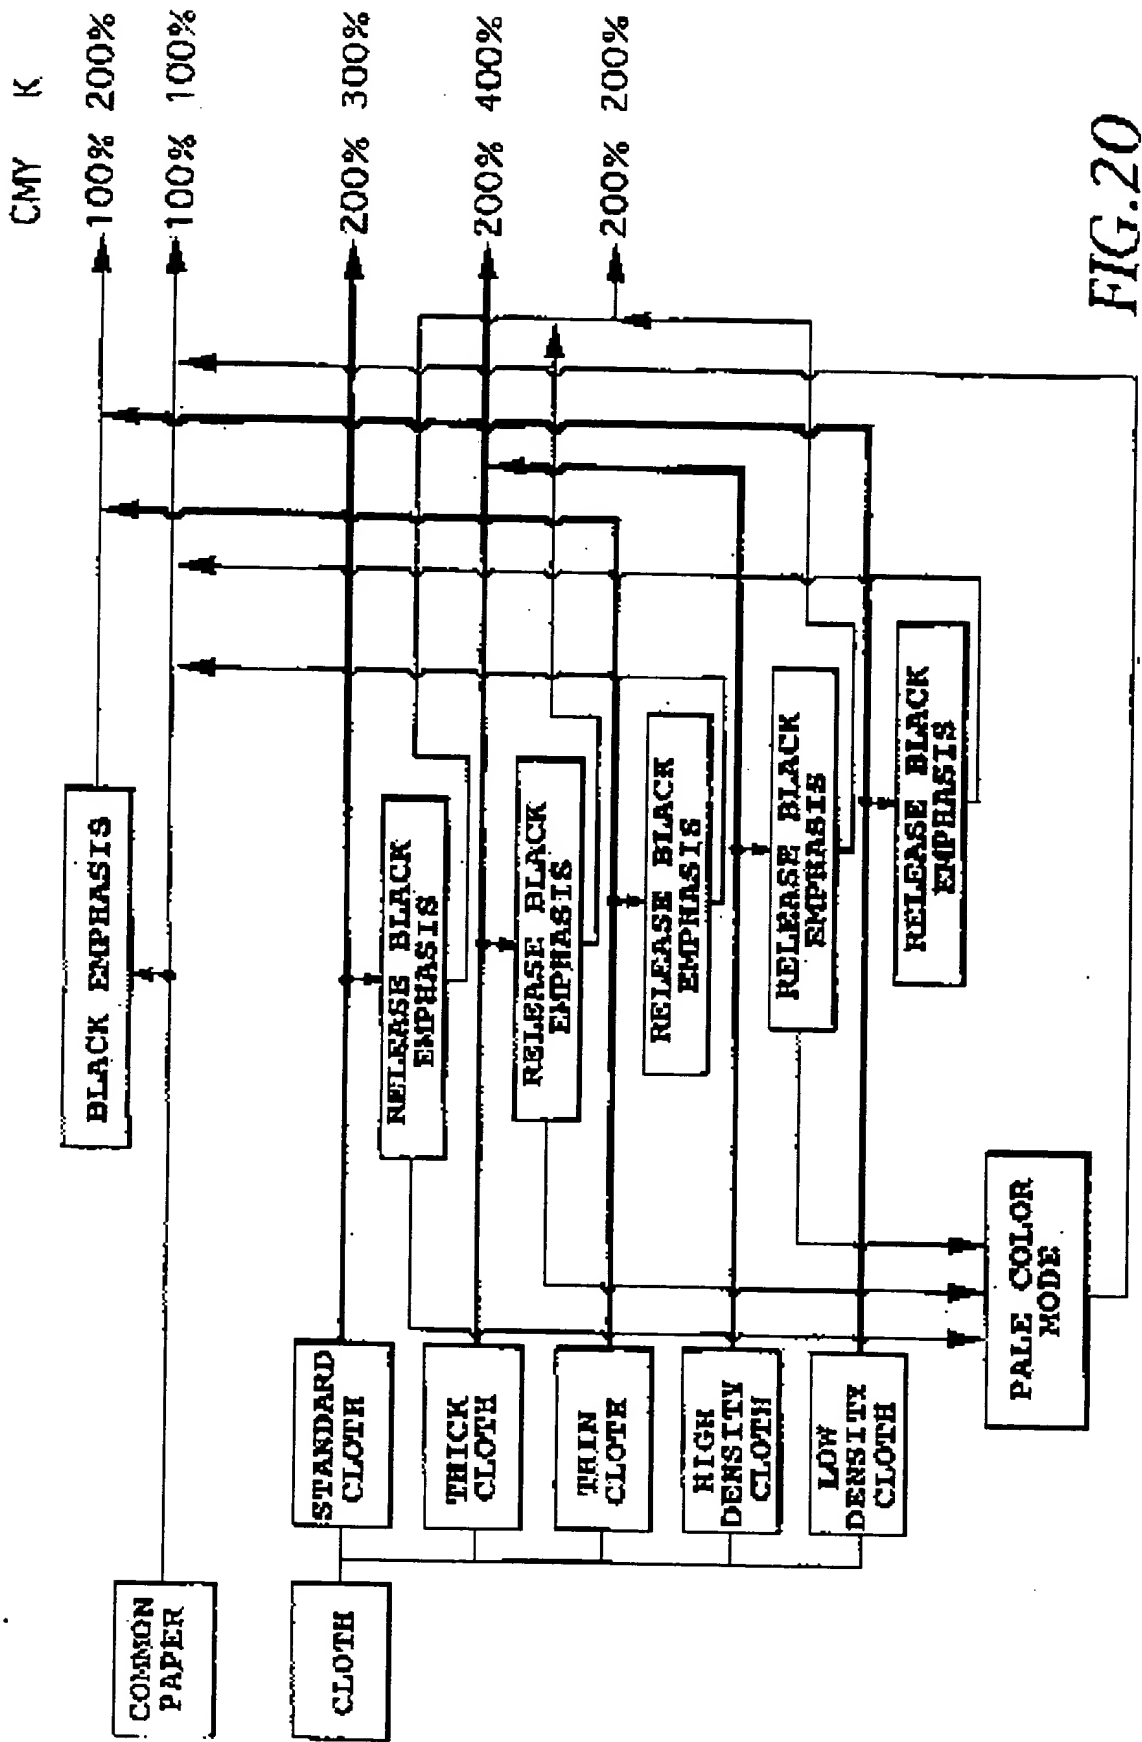 CMY K
COMMON
PAPER
BLACK EMPHASIS
100% 200%
100% 100%
CLOTH
STANDARD
CLOTH
RELEASE BLACK
EMPHASIS
200% 300%
THICK
CLOTH
RELEASE BLACK
EMPHASIS
200% 400%
THIN
CLOTH
RELEASE BLACK
EMPHASIS
200% 200%
HIGH
DENSITY
CLOTH
RELEASE BLACK
EMPHASIS
LOW
DENSITY
CLOTH
RELEASE BLACK
EMPHASIS
PALE COLOR
MODE
FIG.20